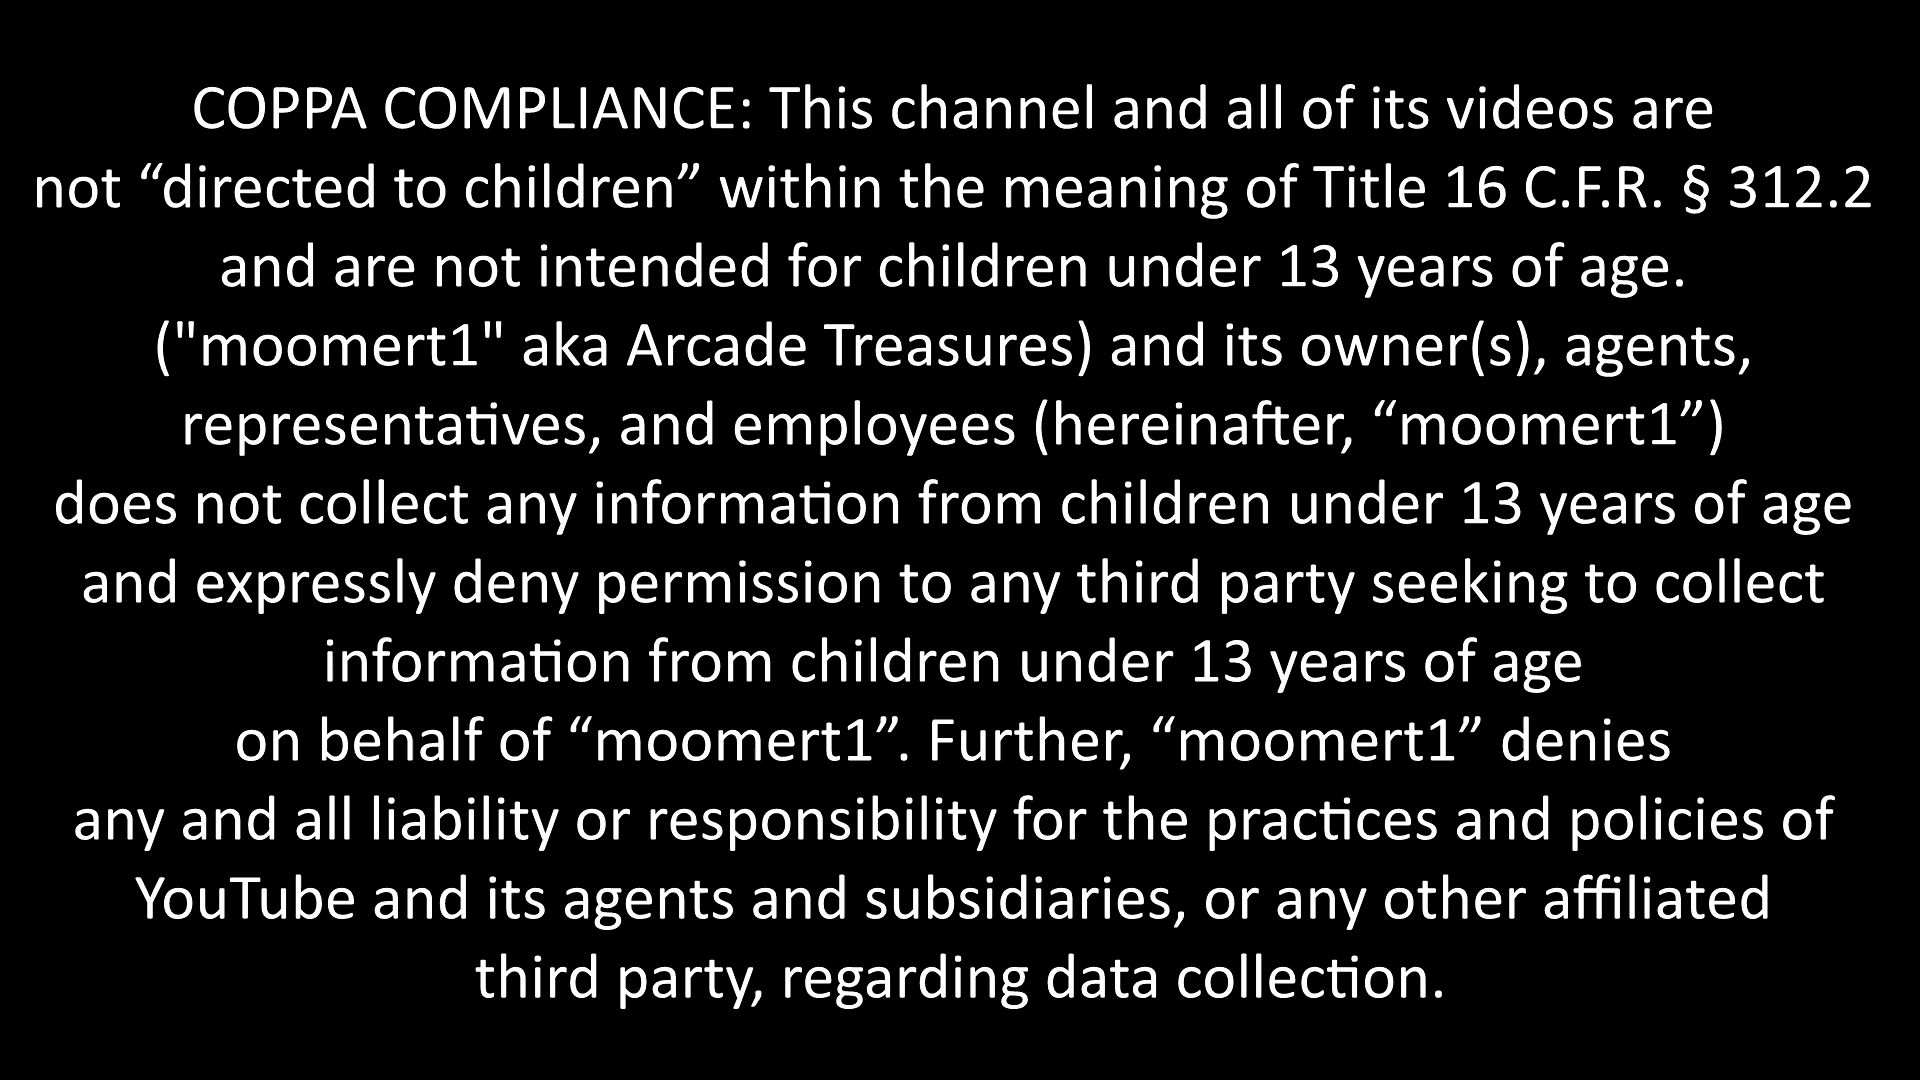 COPPA COMPLIANCE: This channel and all of its videos are
not “directed to children” within the meaning of Title 16 C.F.R. § 312.2
and are not intended for children under 13 years of age.
("moomert1" aka Arcade Treasures) and its owner(s), agents,
representatives, and employees (hereinafter, “moomert1”)
does not collect any information from children under 13 years of age
and expressly deny permission to any third party seeking to collect
information from children under 13 years of age
on behalf of “moomert1”. Further, “moomert1” denies
any and all liability or responsibility for the practices and policies of
YouTube and its agents and subsidiaries, or any other affiliated
third party, regarding data collection.